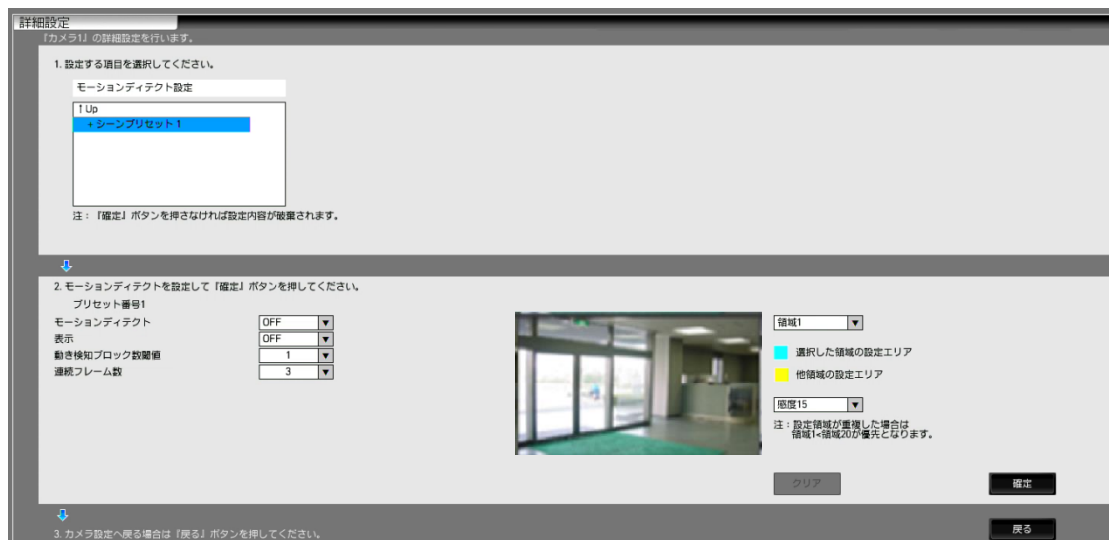 詳細設定
『カメラ1』の詳細設定を行います。
1. 設定する項目を選択してください。
モーションディテクト設定
↑Up
+シーンプリセット1
注：『確定』ボタンを押さなければ設定内容が破棄されます。
2. モーションディテクトを設定して『確定』ボタンを押してください。
プリセット番号1
モーションディテクト OFF ▼
表示 OFF ▼
動き検知ブロック数閾値 1 ▼
連続フレーム数 3 ▼
領域1 ▼
選択した領域の設定エリア
他領域の設定エリア
感度15 ▼
注：設定領域が重複した場合は
領域1<領域20が優先となります。
クリア
確定
3. カメラ設定へ戻る場合は『戻る』ボタンを押してください。
戻る